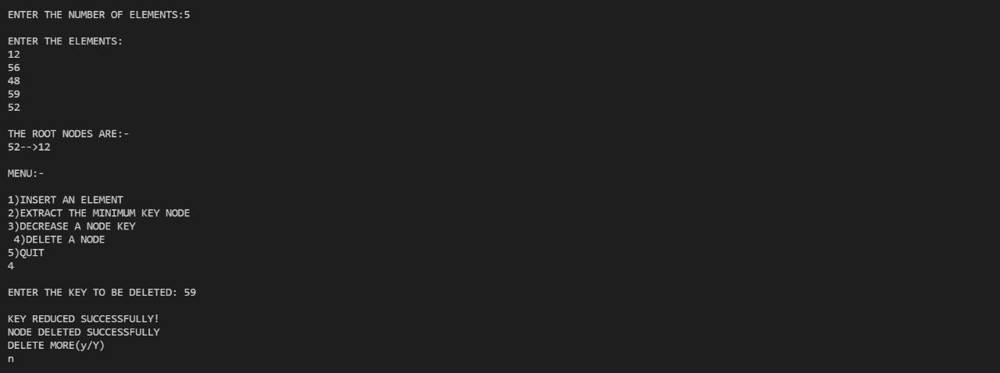 ENTER THE NUMBER OF ELEMENTS:5
ENTER THE ELEMENTS:
12
56
48
59
52
THE ROOT NODES ARE:-
52-->12
MENU:-
1)INSERT AN ELEMENT
2)EXTRACT THE MINIMUM KEY NODE
3)DECREASE A NODE KEY
 4)DELETE A NODE
5)QUIT
4
ENTER THE KEY TO BE DELETED: 59
KEY REDUCED SUCCESSFULLY!
NODE DELETED SUCCESSFULLY
DELETE MORE(y/Y)
n